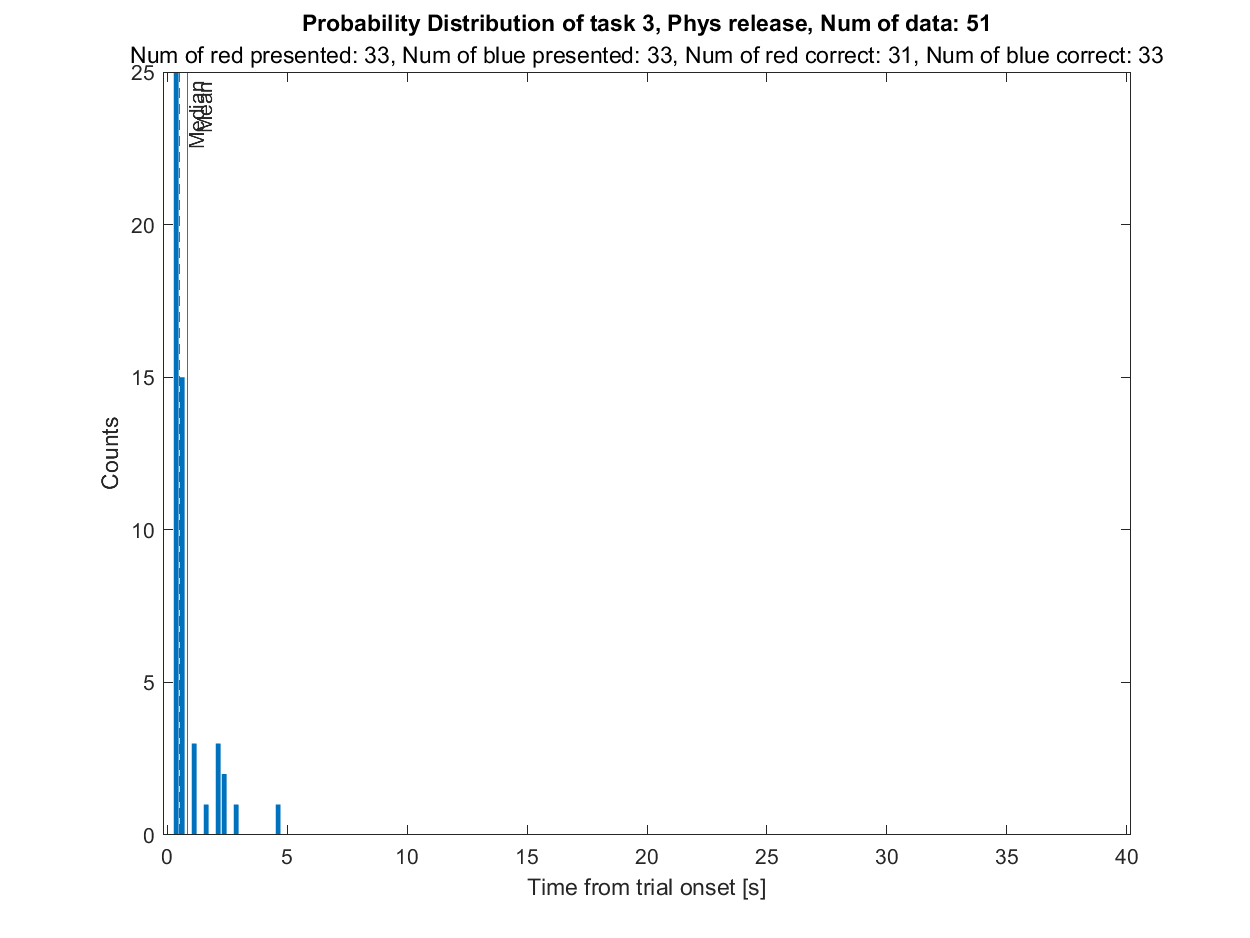 Probability Distribution of task 3, Phys release, Num of data: 51
Num of red presented: 33, Num of blue presented: 33, Num of red correct: 31, Num of blue correct: 33
Median
Mean
25
20
15
10
5
0
Counts
0 5 10 15 20 25 30 35 40
Time from trial onset [s]